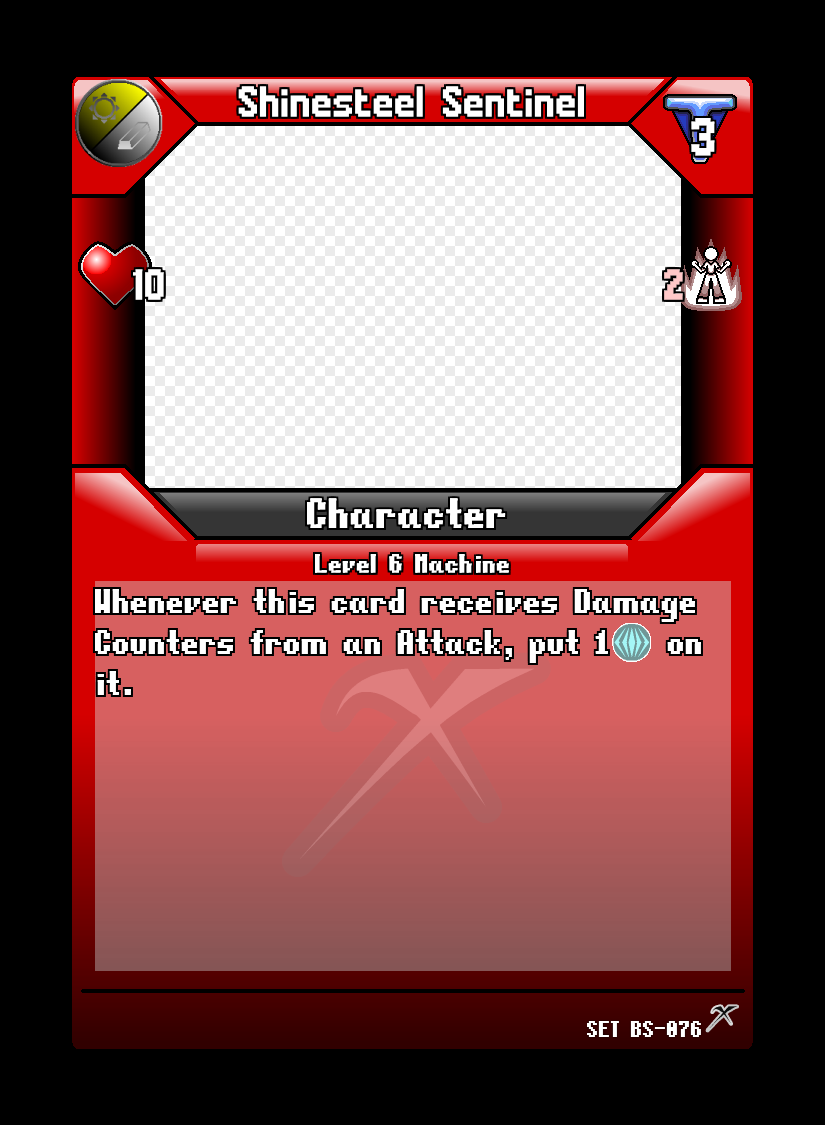 Shinesteel Sentinel
3
10
2
Character
Level 6 Machine
Whenever this card receives Damage
Counters from an Attack, put 1 on
it.
SET BS-076